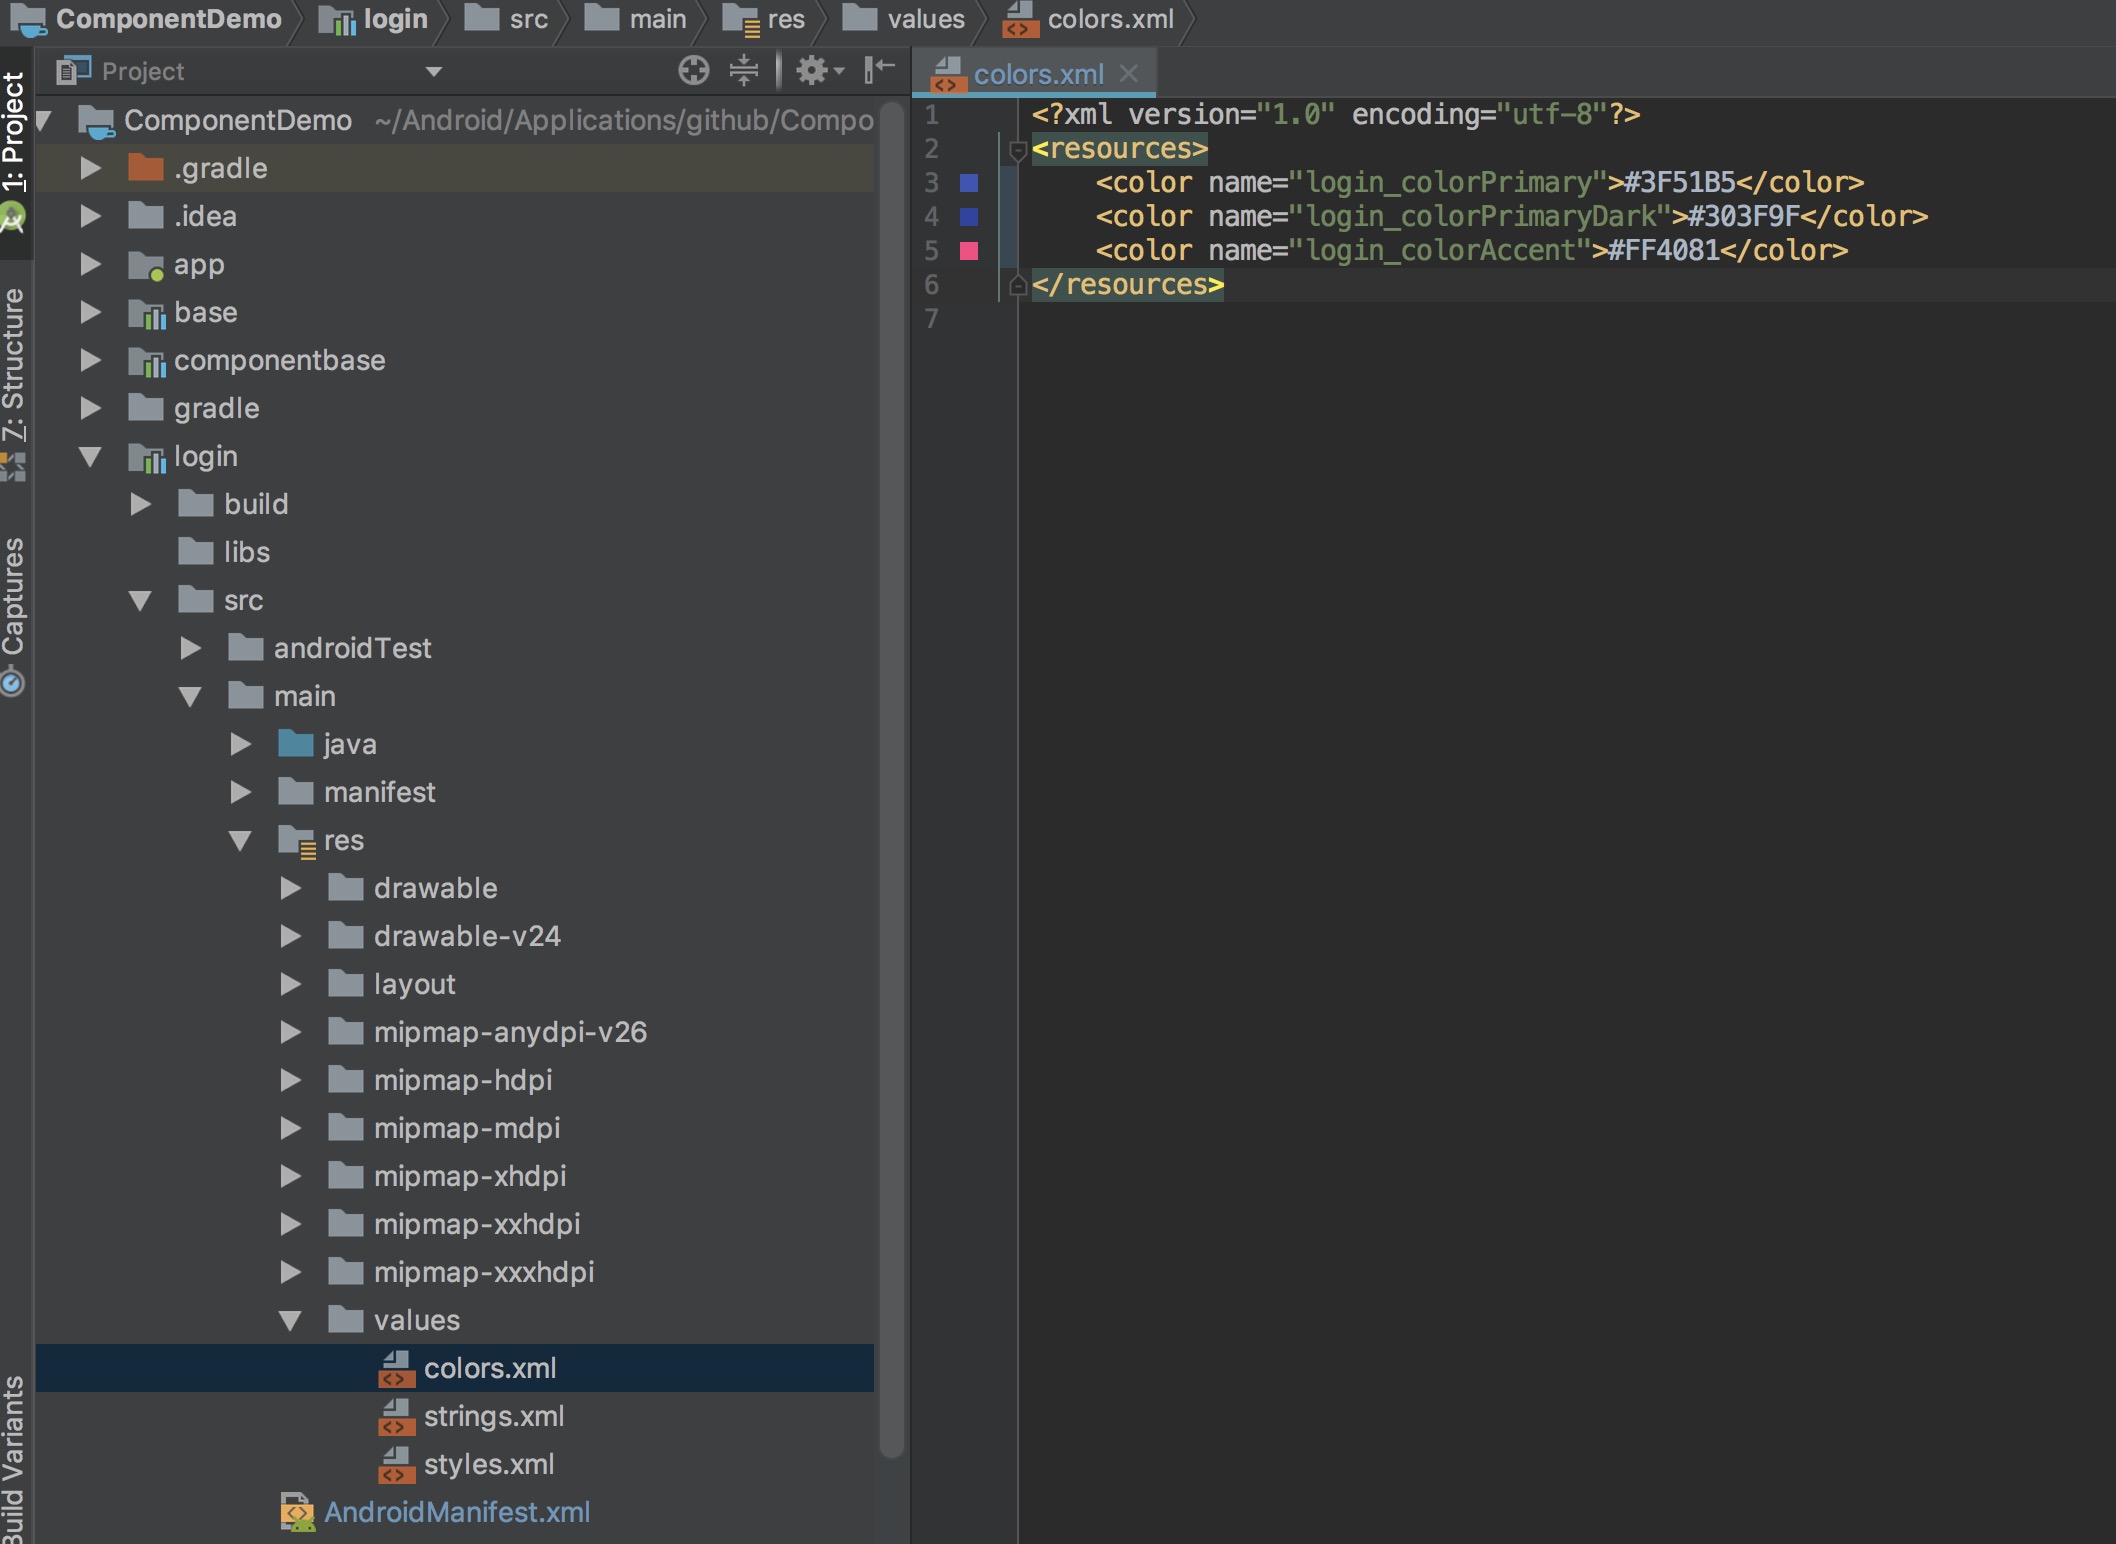 ComponentDemo login src main res values colors.xml
Project
colors.xml
1: Project
7: Structure
Captures
Build Variants
ComponentDemo ~/Android/Applications/github/Compo
.gradle
.idea
app
base
componentbase
gradle
login
build
libs
src
androidTest
main
java
manifest
res
drawable
drawable-v24
layout
mipmap-anydpi-v26
mipmap-hdpi
mipmap-mdpi
mipmap-xhdpi
mipmap-xxhdpi
mipmap-xxxhdpi
values
colors.xml
strings.xml
styles.xml
AndroidManifest.xml
1 <?xml version="1.0" encoding="utf-8"?>
2 <resources>
3 <color name="login_colorPrimary">#3F51B5</color>
4 <color name="login_colorPrimaryDark">#303F9F</color>
5 <color name="login_colorAccent">#FF4081</color>
6 </resources>
7